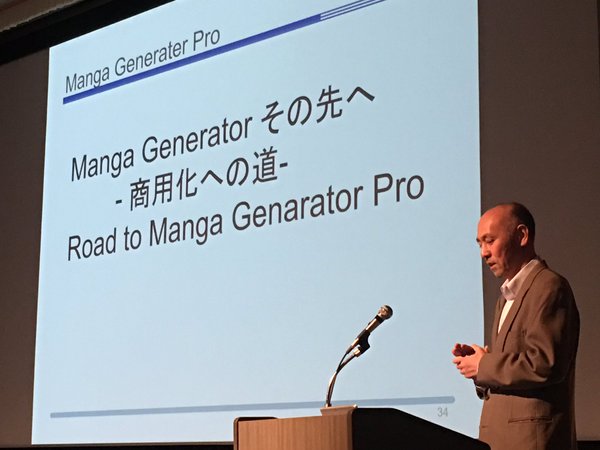 Manga Generater Pro
Manga Generator その先へ
- 商用化への道-
Road to Manga Genarator Pro
34